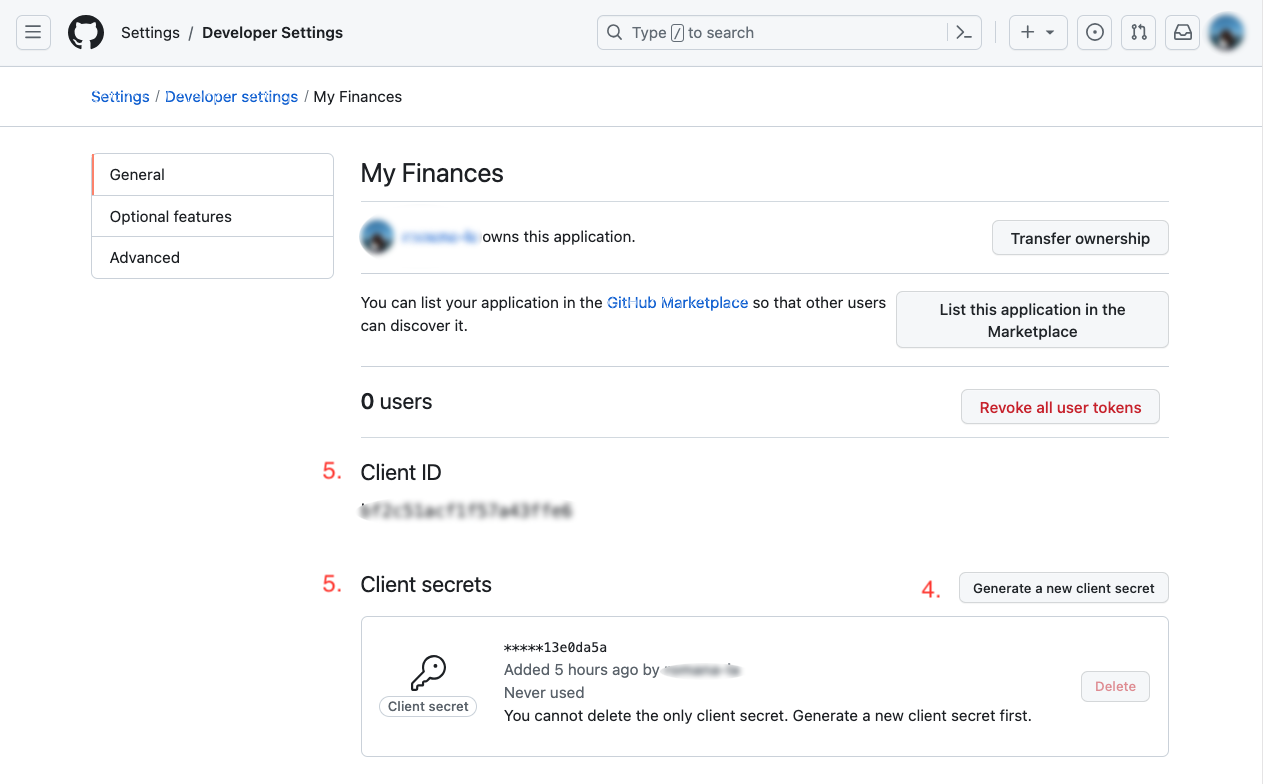 Settings / Developer Settings
Type / to search
Settings / Developer settings / My Finances
General
Optional features
Advanced
My Finances
owns this application.
Transfer ownership
You can list your application in the GitHub Marketplace so that other users
can discover it.
List this application in the
Marketplace
0 users
Revoke all user tokens
5. Client ID
5. Client secrets
4. Generate a new client secret
*****13e0da5a
Added 5 hours ago by
Never used
You cannot delete the only client secret. Generate a new client secret first.
Client secret
Delete